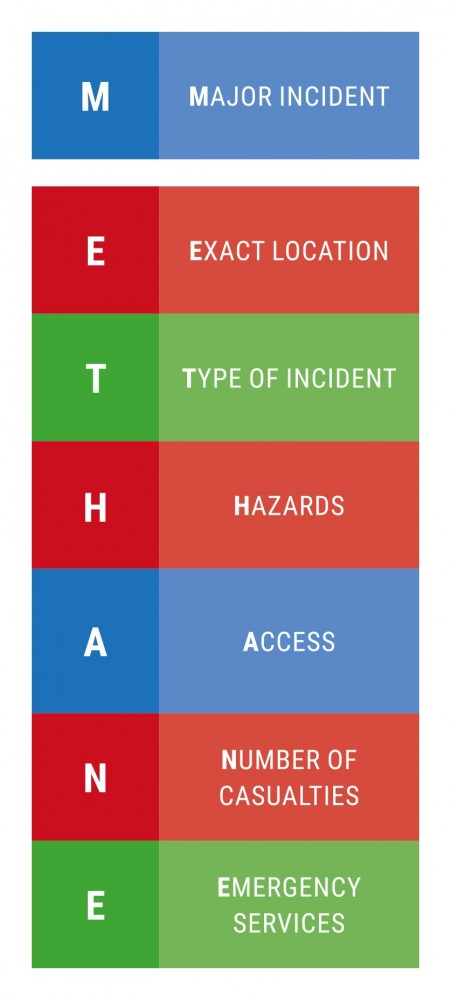 M
MAJOR INCIDENT
E
EXACT LOCATION
T
TYPE OF INCIDENT
H
HAZARDS
A
ACCESS
N
NUMBER OF
CASUALTIES
E
EMERGENCY
SERVICES